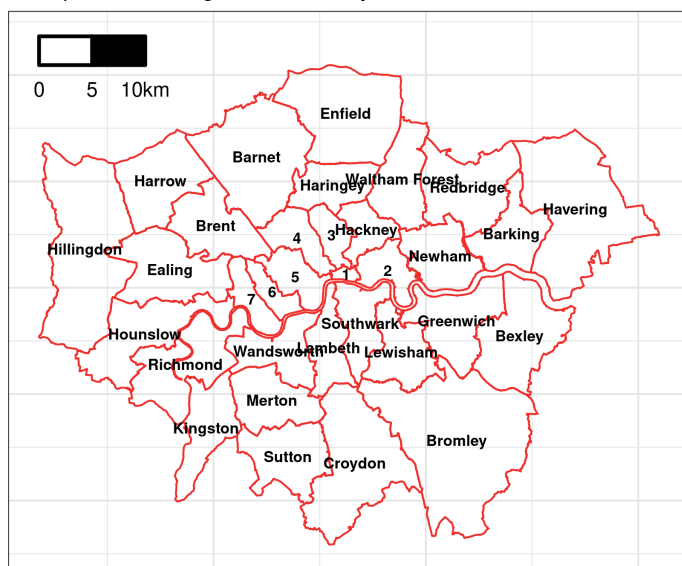 0 5 10km
Enfield
Barnet
Haringey
Waltham Forest
Redbridge
Harrow
Havering
Brent
4
3
Hackney
Barking
Hillingdon
Ealing
Newham
5
1
2
7
6
Hounslow
Southwark
Greenwich
Bexley
Richmond
Wandsworth
Lambeth
Lewisham
Merton
Kingston
Sutton
Croydon
Bromley